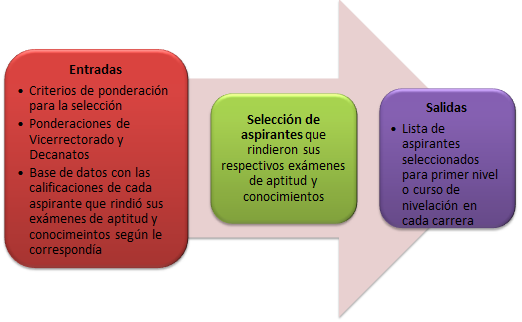 Entradas
• Criterios de ponderación
para la selección
• Ponderaciones de
Vicerrectorado y
Decanatos
• Base de datos con las
calificaciones de cada
aspirante que rindió sus
exámenes de aptitud y
conocimeintos según le
correspondía
Selección de
aspirantes que
rindieron sus
respectivos exámenes
de aptitud y
conocimientos
Salidas
• Lista de
aspirantes
seleccionados
para primer nivel
o curso de
nivelación en
cada carrera